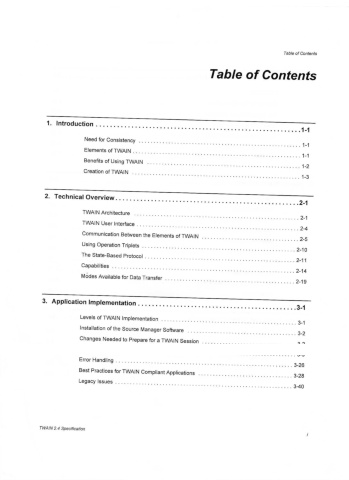 Table of Contents
Table of Contents
1. Introduction 1-1
Need for Consistency 1-1
Elements of TWAIN 1-1
Benefits of Using TWAIN 1-2
Creation of TWAIN 1-3
2. Technical Overview 2-1
TWAIN Architecture 2-1
TWAIN User Interface 2-4
Communication Between the Elements of TWAIN 2-5
Using Operation Triplets 2-10
The State-Based Protocol 2-11
Capabilities 2-14
Modes Available for Data Transfer 2-19
3. Application Implementation 3-1
Levels of TWAIN Implementation 3-1
Installation of the Source Manager Software 3-2
Changes Needed to Prepare for a TWAIN Session
Error Handling 3-26
Best Practices for TWAIN Compliant Applications 3-28
Legacy Issues 3-40
TWAIN 2.4 Specification
i